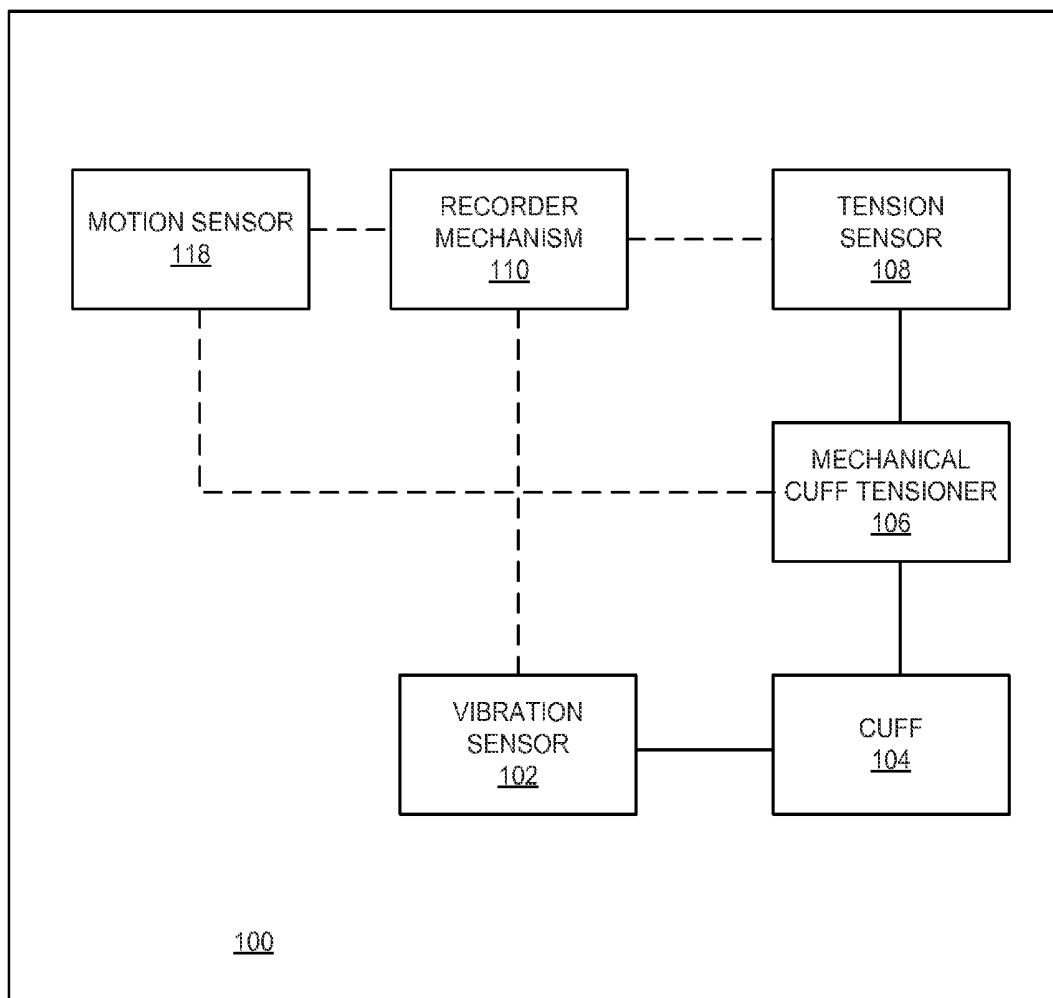 MOTION SENSOR
118
RECORDER
MECHANISM
110
TENSION
SENSOR
108
MECHANICAL
CUFF TENSIONER
106
VIBRATION
SENSOR
102
CUFF
104
100